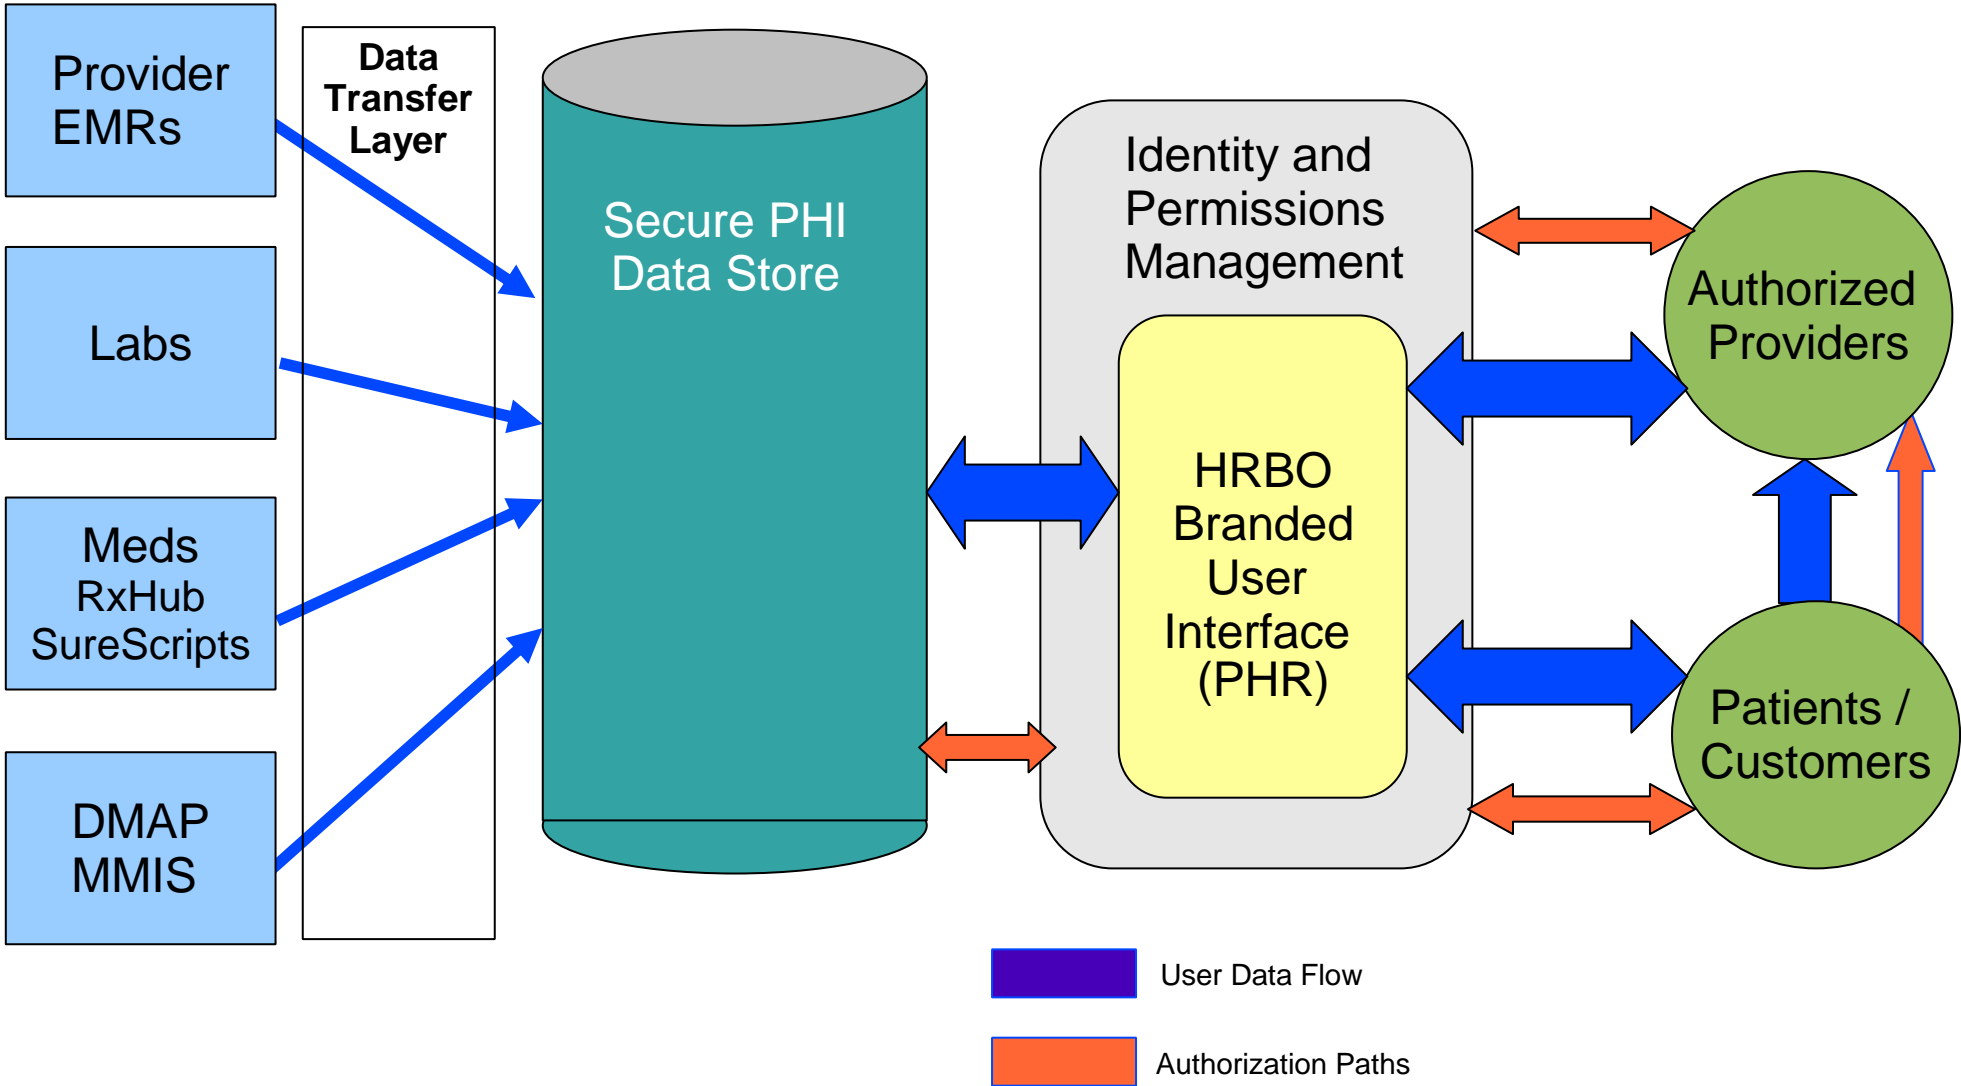 Provider
EMRs
Labs
Meds
RxHub
SureScripts
DMAP
MMIS
Data
Transfer
Layer
Secure PHI
Data Store
Identity and
Permissions
Management
HRBO
Branded
User
Interface
(PHR)
Authorized
Providers
Patients /
Customers
User Data Flow
Authorization Paths